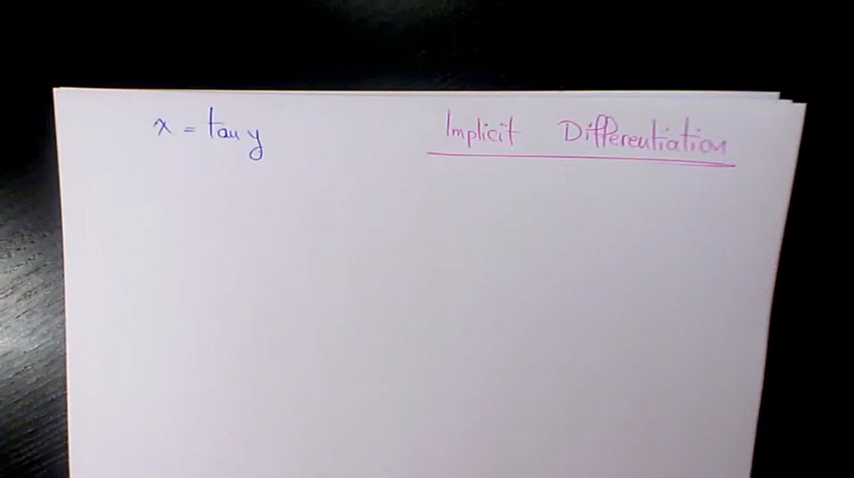 x = tan y
Implicit Differentiation